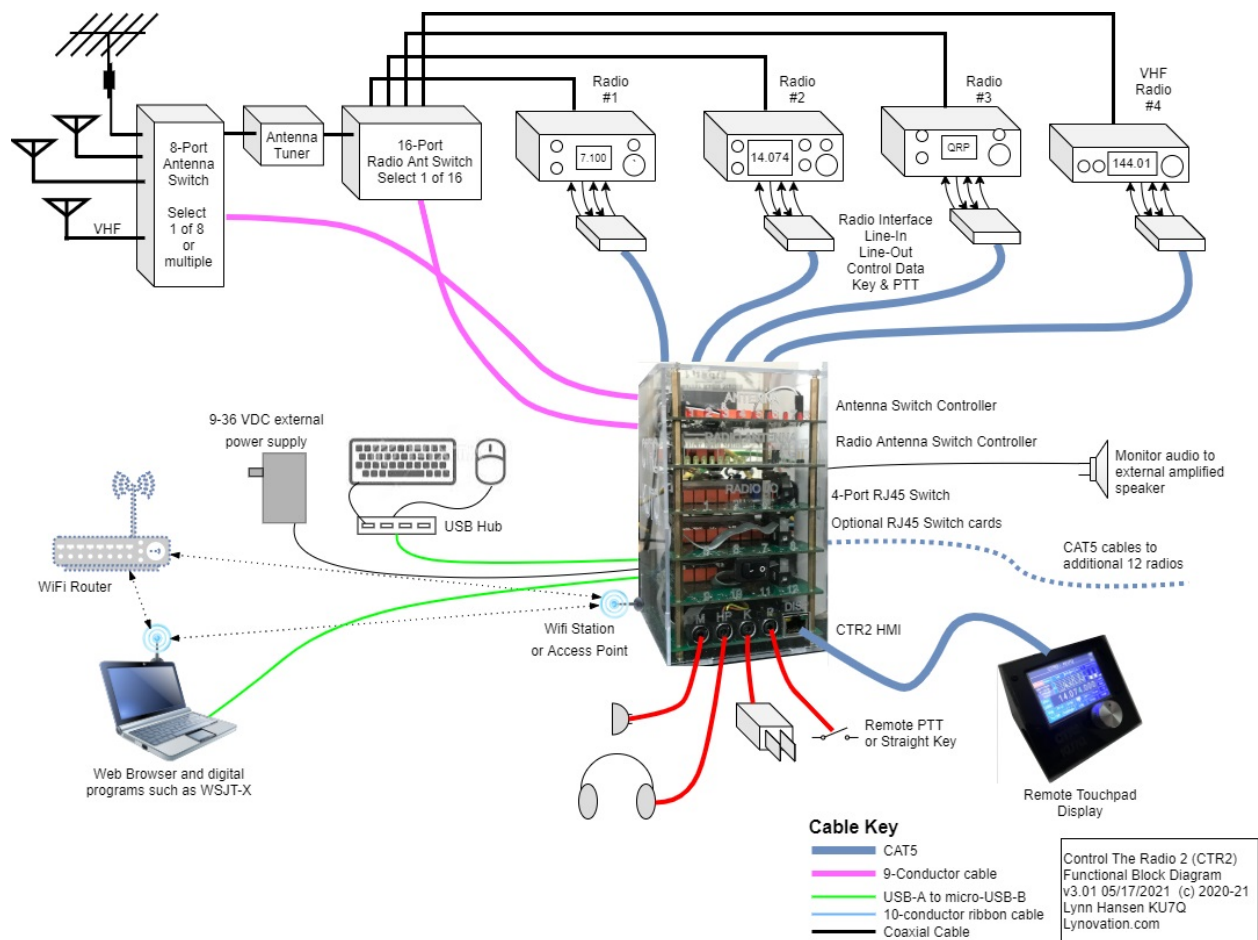 Radio
#1
Radio
#2
Radio
#3
VHF
Radio
#4
8-Port
Antenna
Switch
Select
1 of 8
or
multiple
Antenna
Tuner
16-Port
Radio Ant Switch
Select 1 of 16
7.100
14.074
QRP
144.01
VHF
Radio Interface
Line-In
Line-Out
Control Data
Key & PTT
9-36 VDC external
power supply
ANTENNA
Antenna Switch Controller
Radio Antenna Switch Controller
Monitor audio to
external amplified
speaker
4-Port RJ45 Switch
Optional RJ45 Switch cards
USB Hub
CAT5 cables to
additional 12 radios
WiFi Router
Wifi Station
or Access Point
M HP K
CTR2 HMI
Remote PTT
or Straight Key
14.074.000
Web Browser and digital
programs such as WSJT-X
Remote Touchpad
Display
Cable Key
CAT5
9-Conductor cable
USB-A to micro-USB-B
10-conductor ribbon cable
Coaxial Cable
Control The Radio 2 (CTR2)
Functional Block Diagram
v3.01 05/17/2021 (c) 2020-21
Lynn Hansen KU7Q
Lynovation.com